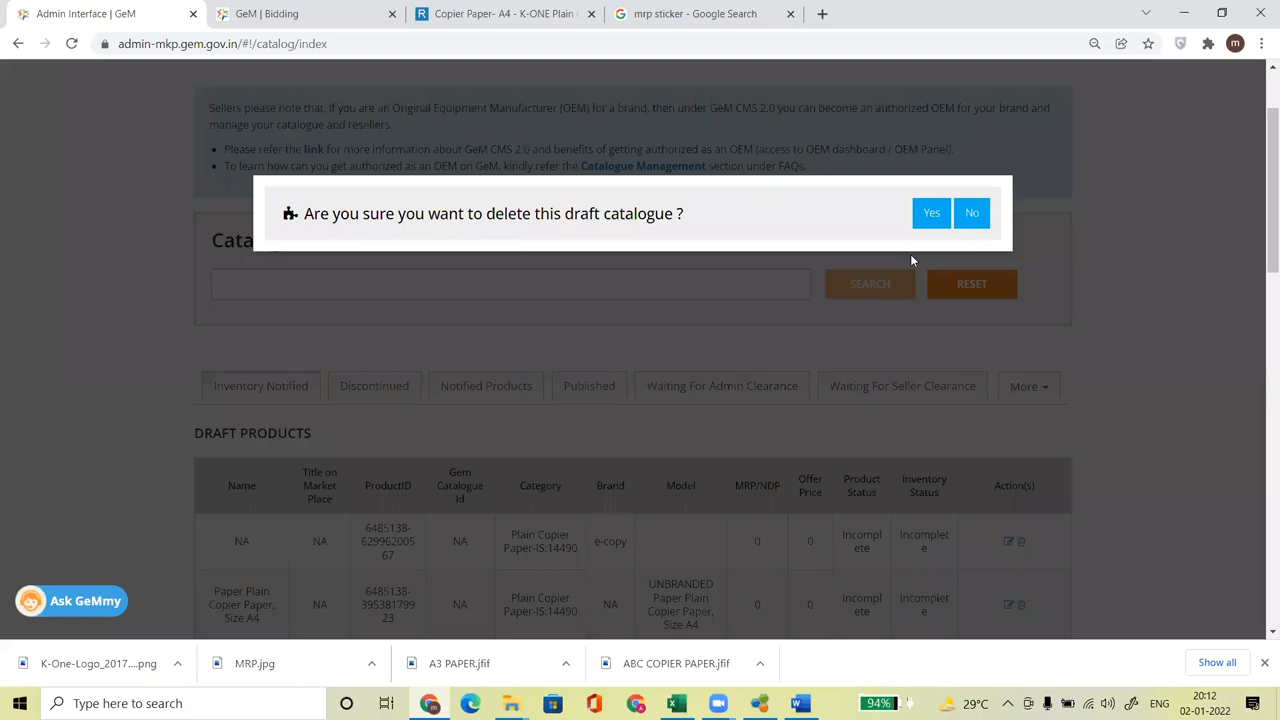 Admin Interface | GeM
GeM | Bidding
Copier Paper- A4 - K-ONE Plain C
mrp sticker - Google Search
admin-mkp.gem.gov.in/#!/catalog/index
m
Sellers please note that, if you are an Original Equipment Manufacturer (OEM) for a brand, then under GeM CMS 2.0 you can become an authorized OEM for your brand and
manage your catalogue and resellers.
Please refer the link for more information about GeM CMS 2.0 and benefits of getting authorized as an OEM (access to OEM dashboard / OEM Panel).
To learn how can you get authorized as an OEM on GeM, kindly refer the Catalogue Management section under FAQs.
Are you sure you want to delete this draft catalogue ?
Yes
No
Cata
SEARCH
RESET
Inventory Notified
Discontinued
Notified Products
Published
Waiting For Admin Clearance
Waiting For Seller Clearance
More
DRAFT PRODUCTS
Name
Title on
Market
Place
ProductID
Gem
Catalogue
Id
Category
Brand
Model
MRP/NDP
Offer
Price
Product
Status
Inventory
Status
Action(s)
NA
NA
6485138-
629962005
67
NA
Plain Copier
Paper-IS:14490
e-copy
0
0
Incompl
ete
Incomplet
e
Paper Plain
Copier Paper,
Size A4
NA
6485138-
395381799
23
NA
Plain Copier
Paper-IS:14490
NA
UNBRANDED
Paper Plain
Copier Paper,
Size A4
0
0
Incompl
ete
Incomplet
e
Ask GeMmy
K-One-Logo_2017....png
MRP.jpg
A3 PAPER.jfif
ABC COPIER PAPER.jfif
Show all
Type here to search
94%
29°C
ENG
20:12
02-01-2022